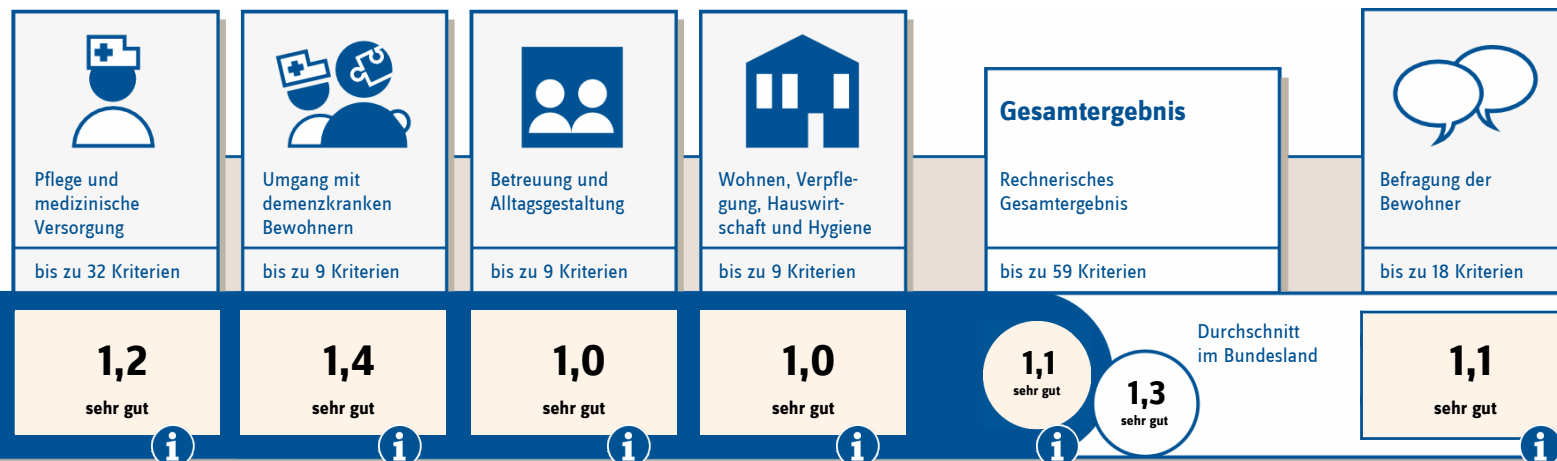 Pflege und
medizinische
Versorgung
bis zu 32 Kriterien
1,2
sehr gut
i
Umgang mit
demenzkranken
Bewohnern
bis zu 9 Kriterien
1,4
sehr gut
i
Betreuung und
Alltagsgestaltung
bis zu 9 Kriterien
1,0
sehr gut
i
Wohnen, Verpfle-
gung, Hauswirt-
schaft und Hygiene
bis zu 9 Kriterien
1,0
sehr gut
i
Gesamtergebnis
Rechnerisches
Gesamtergebnis
bis zu 59 Kriterien
1,1
sehr gut
i
Durchschnitt
im Bundesland
1,3
sehr gut
Befragung der
Bewohner
bis zu 18 Kriterien
1,1
sehr gut
i